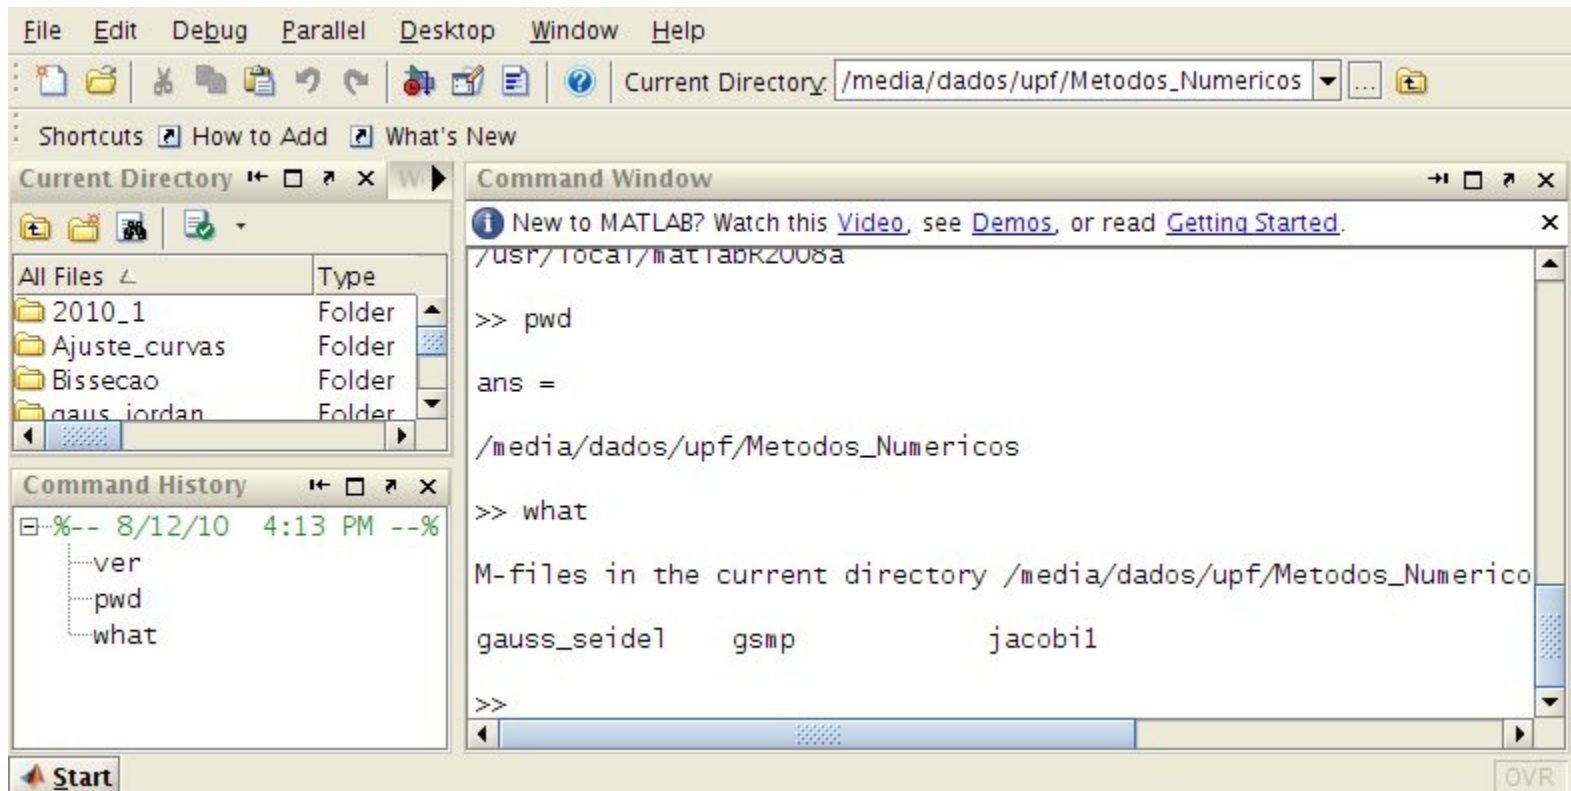 File Edit Debug Parallel Desktop Window Help
Current Directory: /media/dados/upf/Metodos_Numericos ...
Shortcuts How to Add What's New
Current Directory
All Files Type
2010_1 Folder
Ajuste_curvas Folder
Bissecao Folder
gaus_jordan Folder
Command History
%-- 8/12/10 4:13 PM --%
ver
pwd
what
Command Window
New to MATLAB? Watch this Video, see Demos, or read Getting Started.
/usr/local/matlabR2008a
>> pwd
ans =
/media/dados/upf/Metodos_Numericos
>> what
M-files in the current directory /media/dados/upf/Metodos_Numerico
gauss_seidel gsmp jacobi1
>>
Start
OVR